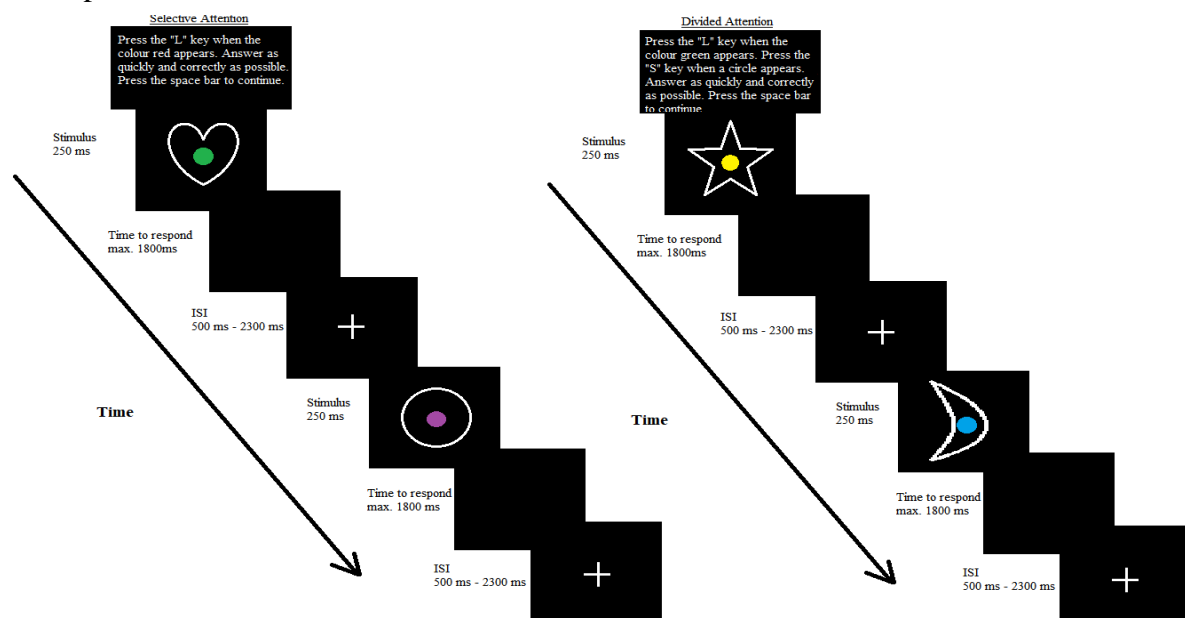 Selective Attention
Press the "L" key when the
colour red appears. Answer as
quickly and correctly as possible.
Press the space bar to continue.
Stimulus
250 ms
Time to respond
max. 1800ms
ISI
500 ms - 2300 ms
Time
Stimulus
250 ms
Time to respond
max. 1800 ms
ISI
500 ms - 2300 ms
Divided Attention
Press the "L" key when the
colour green appears. Press the
"S" key when a circle appears.
Answer as quickly and correctly
as possible. Press the space bar
to continue
Stimulus
250 ms
Time to respond
max. 1800ms
ISI
500 ms - 2300 ms
Time
Stimulus
250 ms
Time to respond
max. 1800 ms
ISI
500 ms - 2300 ms